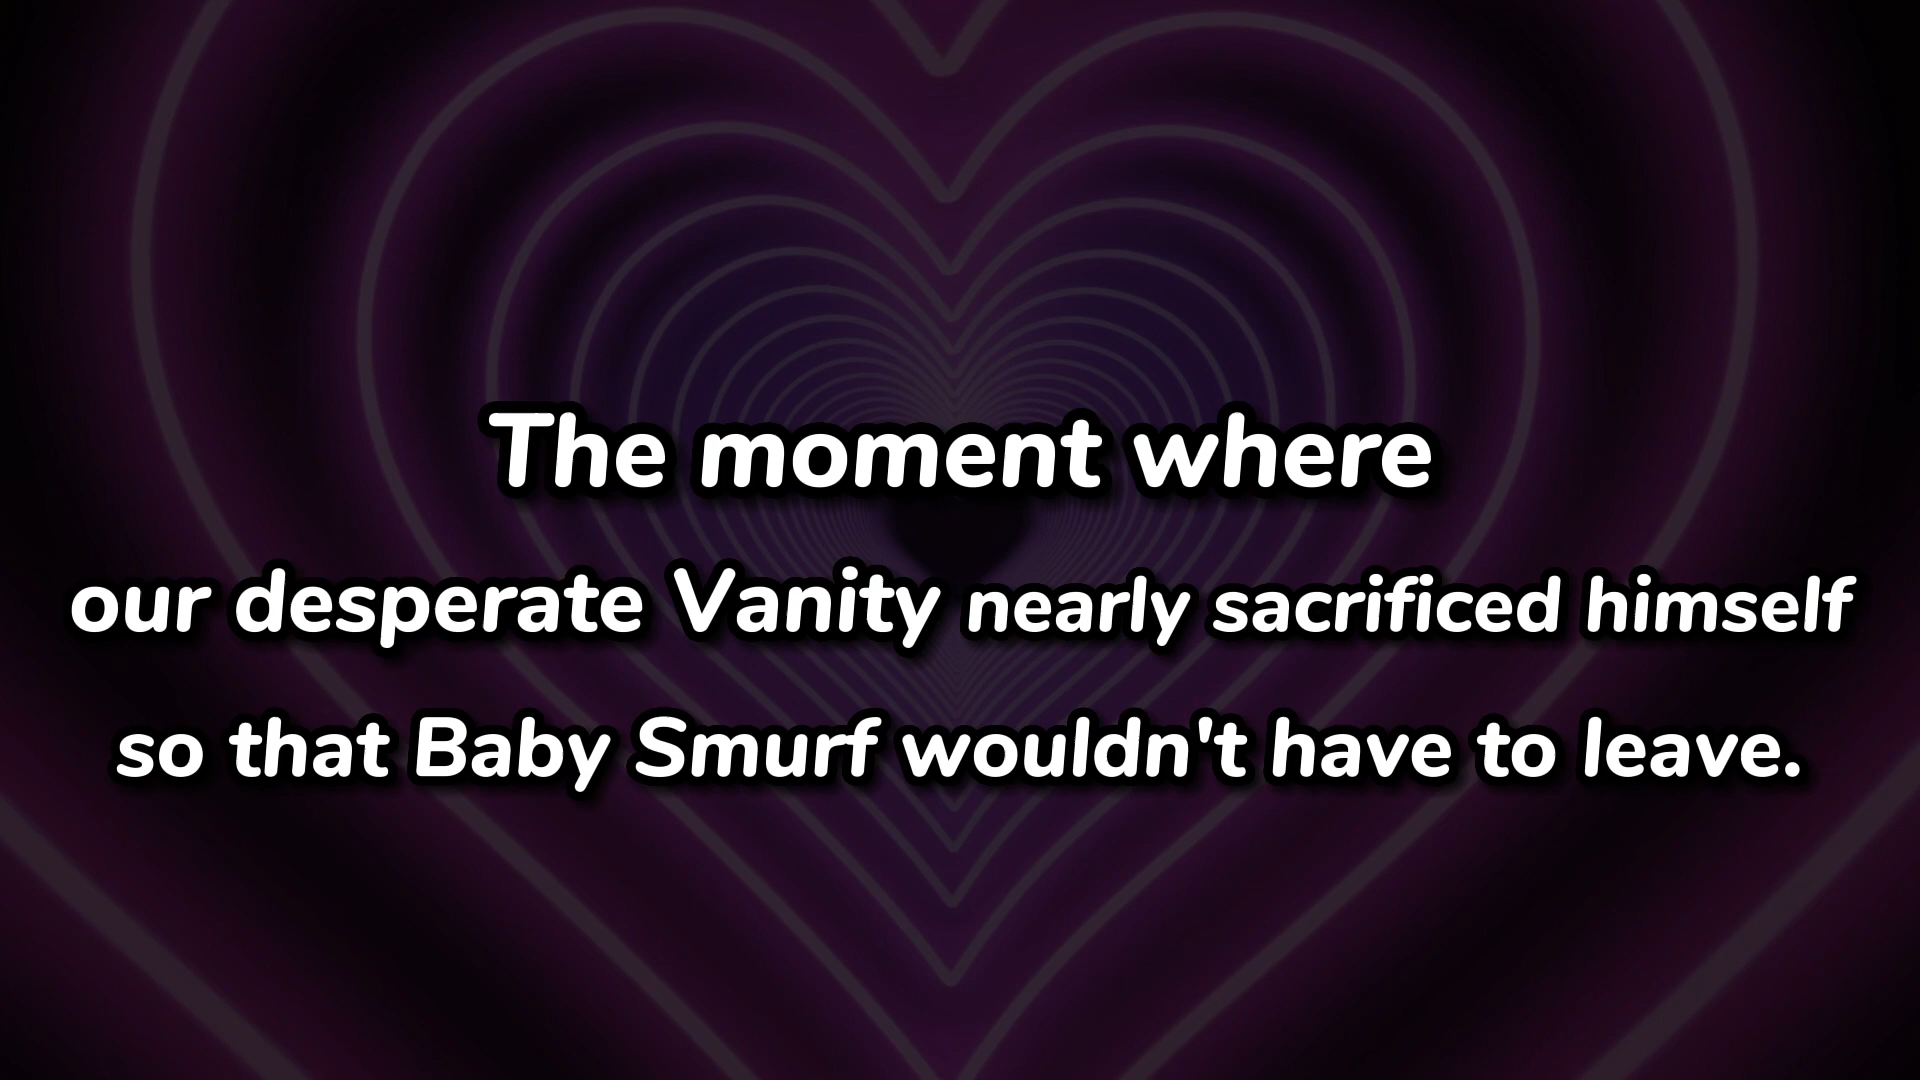 The moment where
our desperate Vanity nearly sacrificed himself
so that Baby Smurf wouldn't have to leave.